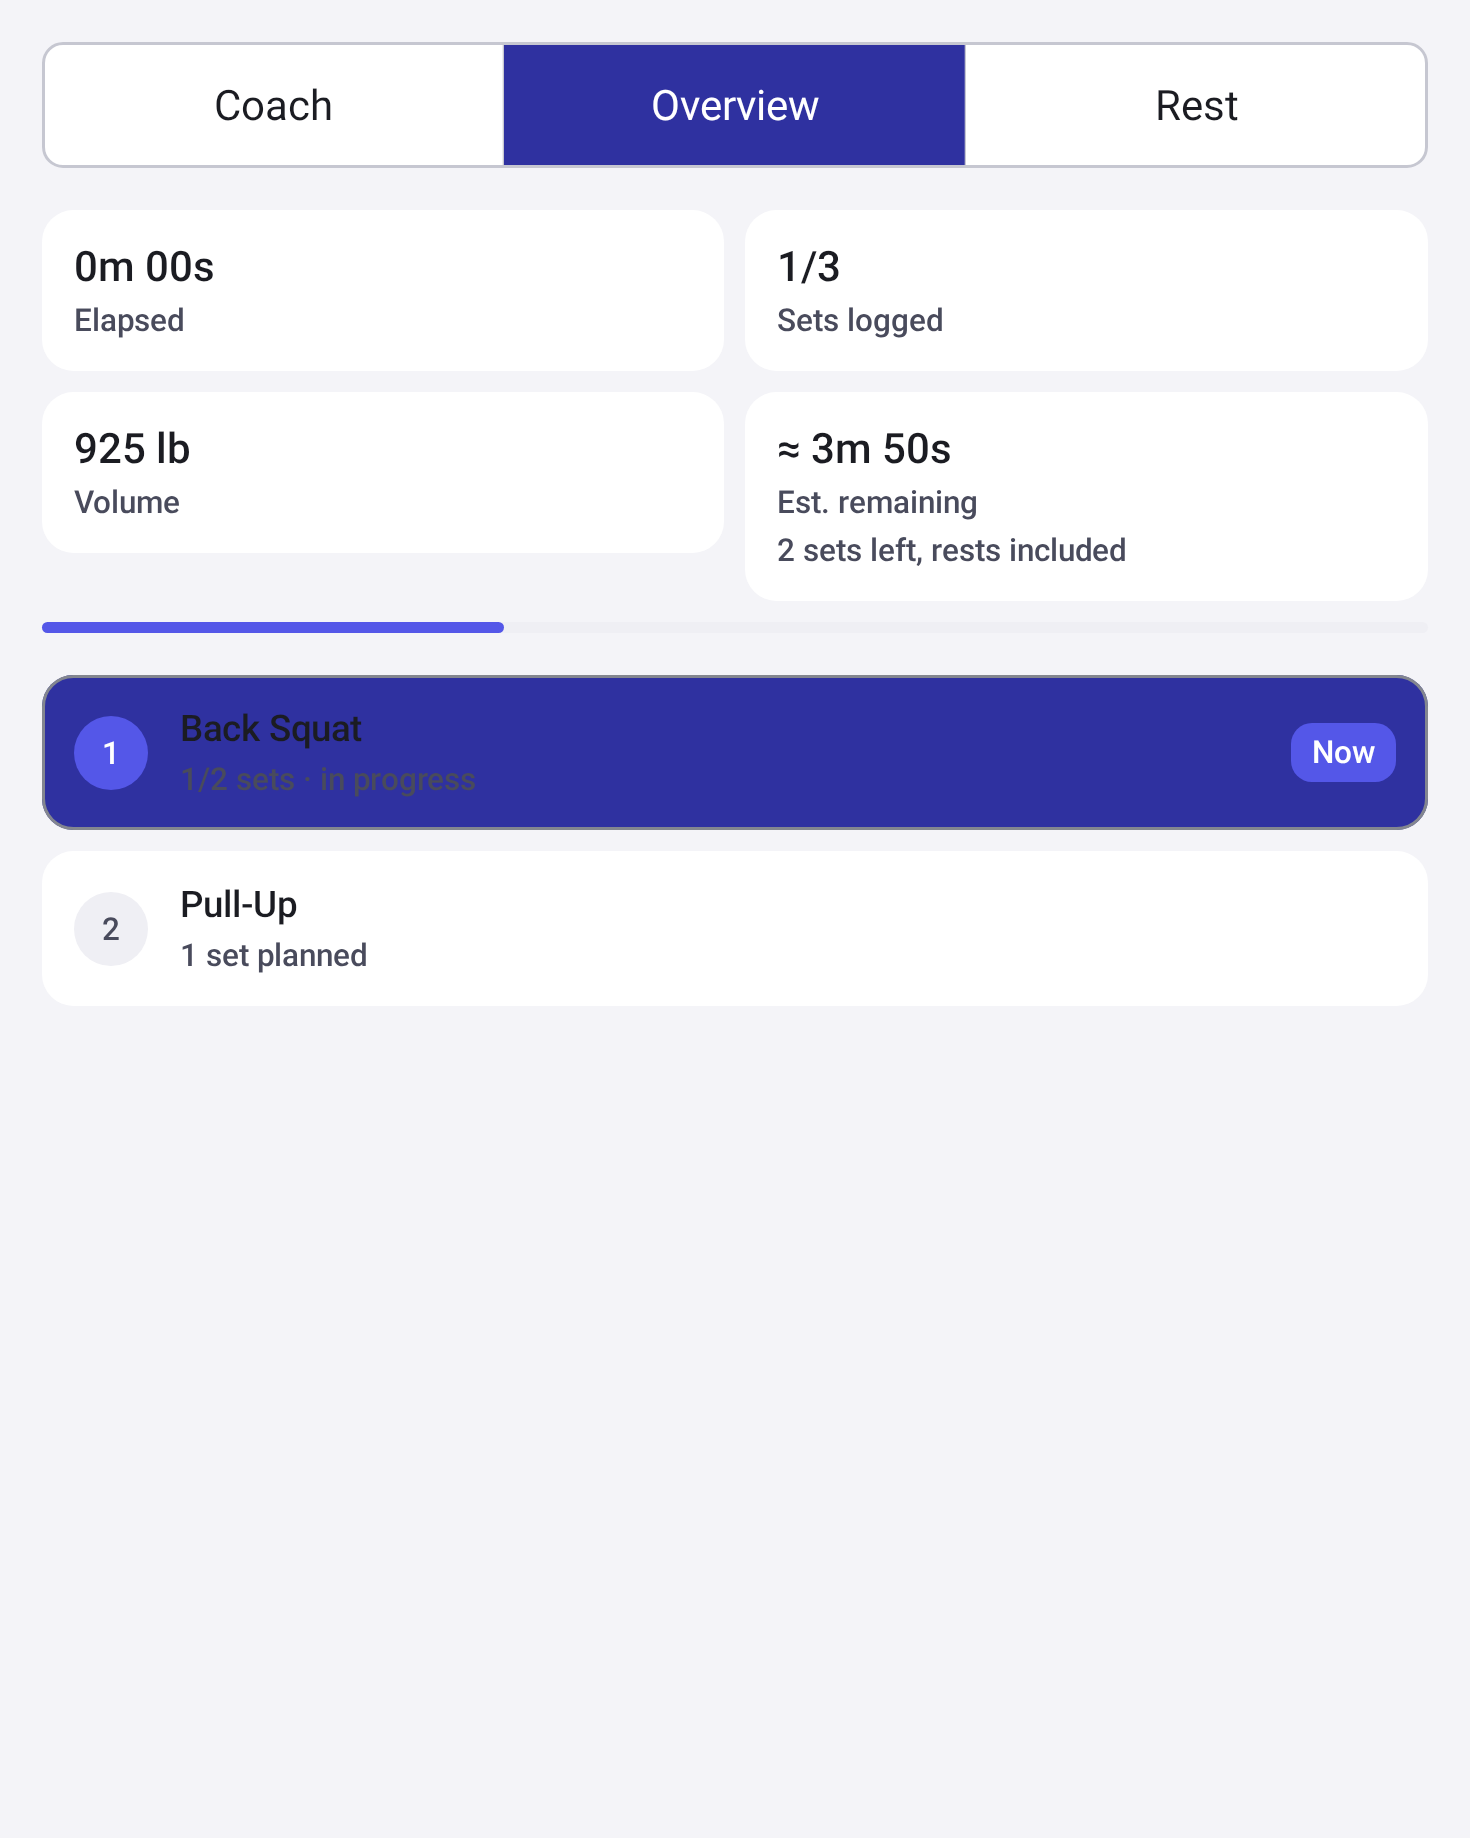 Coach
Overview
Rest
0m 00s
Elapsed
1/3
Sets logged
925 lb
Volume
≈ 3m 50s
Est. remaining
2 sets left, rests included
1
Back Squat
1/2 sets · in progress
Now
2
Pull-Up
1 set planned